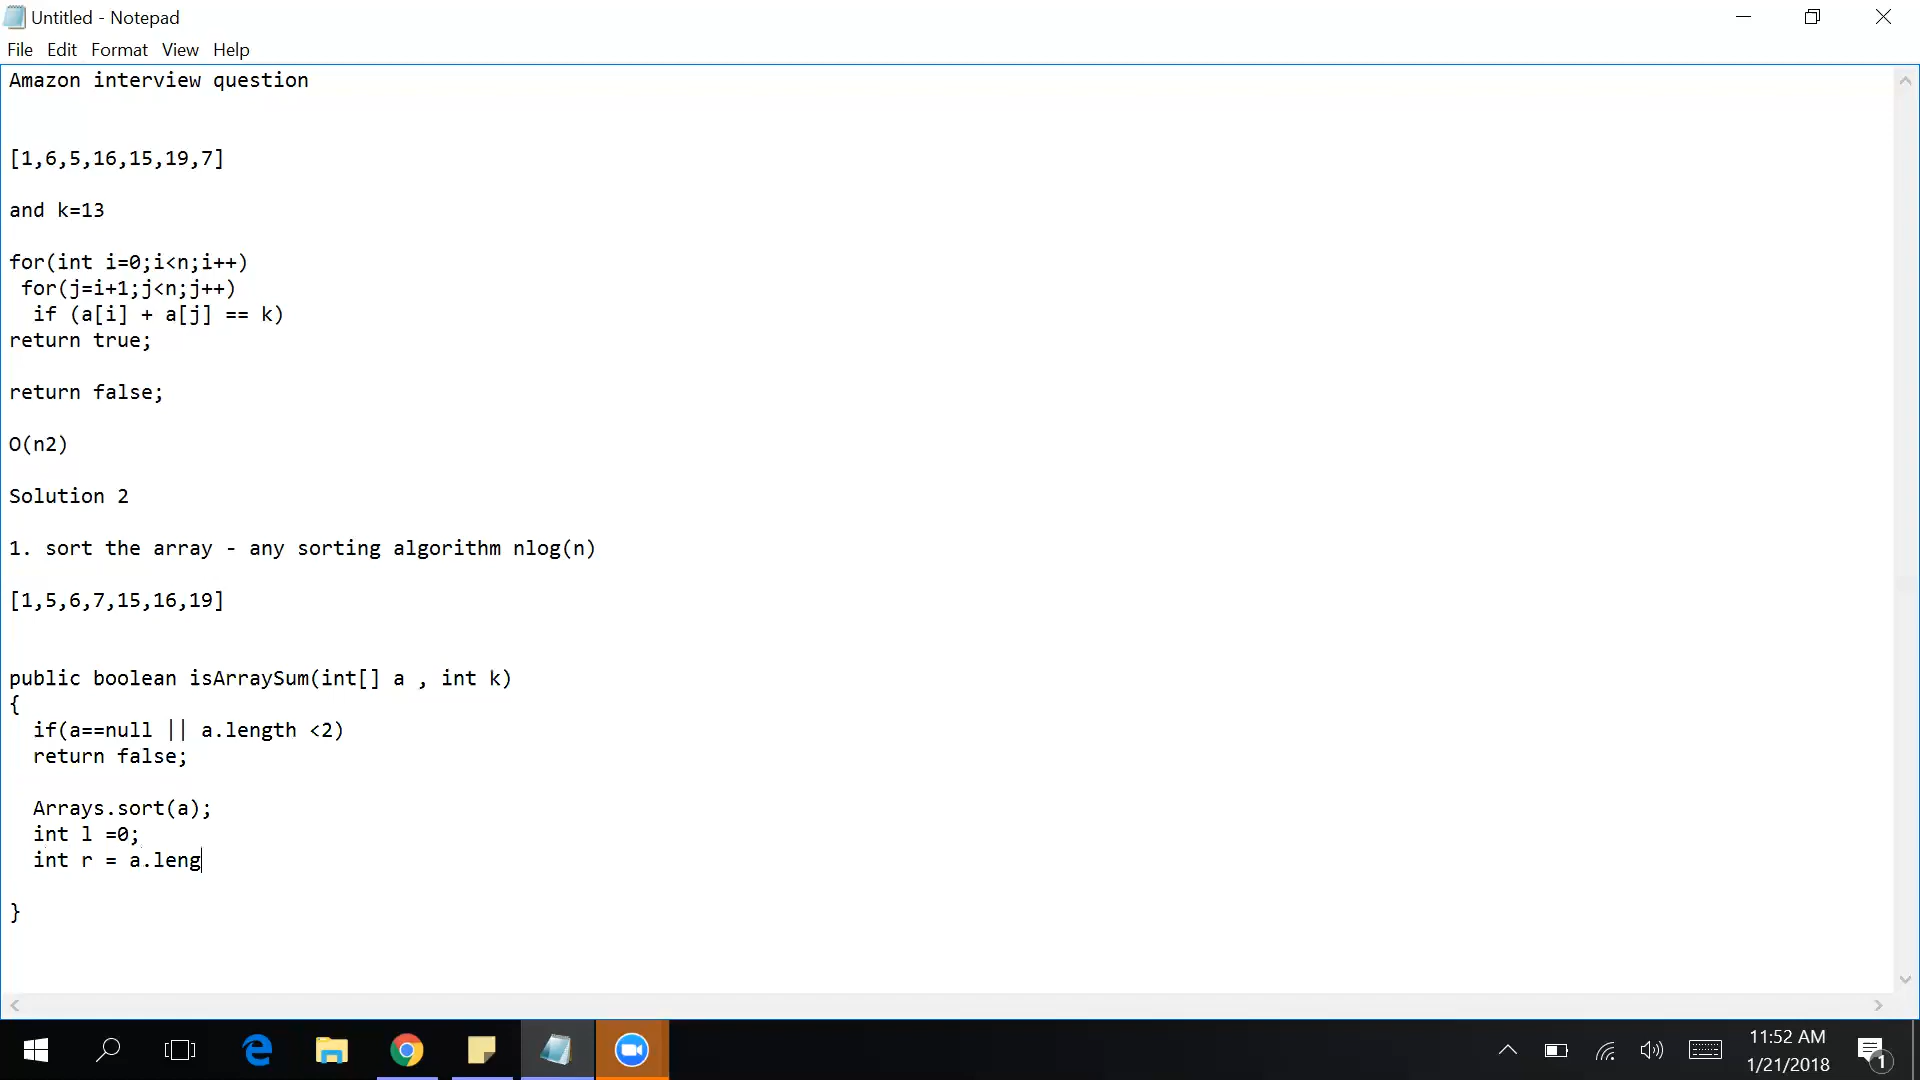 Untitled - Notepad
File Edit Format View Help
Amazon interview question
[1,6,5,16,15,19,7]
and k=13
for(int i=0;i<n;i++)
for(j=i+1;j<n;j++)
if (a[i] + a[j] == k)
return true;
return false;
O(n2)
Solution 2
1. sort the array - any sorting algorithm nlog(n)
[1,5,6,7,15,16,19]
public boolean isArraySum(int[] a , int k)
{
if(a==null || a.length <2)
return false;
Arrays.sort(a);
int l =0;
int r = a.leng
}
11:52 AM
1/21/2018
1